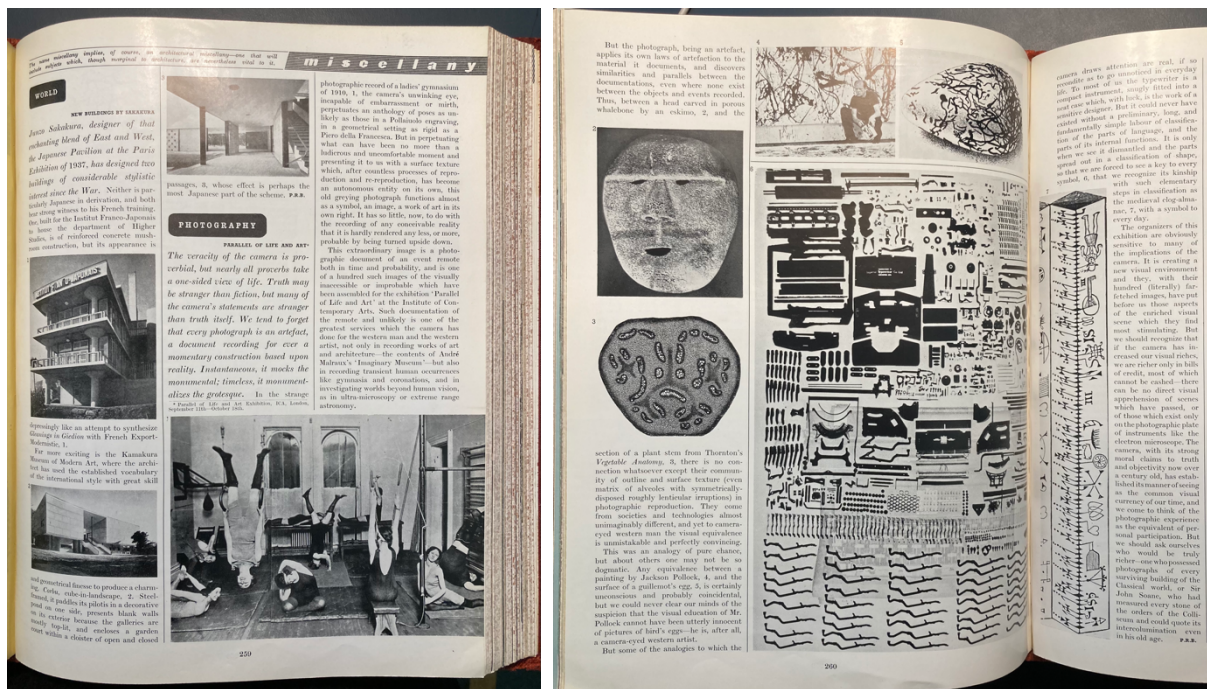 The name miscellany implies, of course, an architectural miscellany—one that will
include subjects which, though marginal to architecture, are nevertheless vital to it.
miscellany
WORLD
NEW BUILDINGS BY SAKAKURA
Junzo Sakakura, designer of that
enchanting blend of East and West,
the Japanese Pavilion at the Paris
Exhibition of 1937, has designed two
buildings of considerable stylistic
interest since the War. Neither is par-
ticularly Japanese in derivation, and both
bear strong witness to his French training.
One, built for the Institut Franco-Japonais
to house the department of Higher
Studies, is of reinforced concrete mush-
room construction, but its appearance is
depressingly like an attempt to synthesize
Gleanings in Giedion with French Export-
Modernistic, 1.
Far more exciting is the Kamakura
Museum of Modern Art, where the archi-
tect has used the established vocabulary
of the international style with great skill
and geometrical finesse to produce a charm-
ing, Corbu, cube-in-landscape, 2. Steel-
framed, it paddles its pilotis in a decorative
pond on one side, presents blank walls
to the exterior because the galleries are
mostly top-lit, and encloses a garden
court within a cloister of open and closed
passages, 3, whose effect is perhaps the
most Japanese part of the scheme. P.R.B.
PHOTOGRAPHY
PARALLEL OF LIFE AND ART*
The veracity of the camera is pro-
verbial, but nearly all proverbs take
a one-sided view of life. Truth may
be stranger than fiction, but many of
the camera's statements are stranger
than truth itself. We tend to forget
that every photograph is an artefact,
a document recording for ever a
momentary construction based upon
reality. Instantaneous, it mocks the
monumental; timeless, it monument-
alizes the grotesque. In the strange
* Parallel of Life and Art Exhibition, ICA, London,
September 11th—October 18th.
photographic record of a ladies' gymnasium
of 1910, 1, the camera's unwinking eye,
incapable of embarrassment or mirth,
perpetuates an anthology of poses as un-
likely as those in a Pollaiuolo engraving,
in a geometrical setting as rigid as a
Piero della Francesca. But in perpetuating
what can have been no more than a
ludicrous and uncomfortable moment and
presenting it to us with a surface texture
which, after countless processes of repro-
duction and re-reproduction, has become
an autonomous entity on its own, this
old greying photograph functions almost
as a symbol, an image, a work of art in its
own right. It has so little, now, to do with
the recording of any conceivable reality
that it is hardly rendered any less, or more,
probable by being turned upside down.
This extraordinary image is a photo-
graphic document of an event remote
both in time and probability, and is one
of a hundred such images of the visually
inaccessible or improbable which have
been assembled for the exhibition 'Parallel
of Life and Art' at the Institute of Con-
temporary Arts. Such documentation of
the remote and unlikely is one of the
greatest services which the camera has
done for the western man and the western
artist, not only in recording works of art
and architecture—the contents of André
Malraux's 'Imaginary Museum'—but also
in recording transient human occurrences
like gymnasia and coronations, and in
investigating worlds beyond human vision,
as in ultra-microscopy or extreme range
astronomy.
259
But the photograph, being an artefact,
applies its own laws of artefaction to the
material it documents, and discovers
similarities and parallels between the
documentations, even where none exist
between the objects and events recorded.
Thus, between a head carved in porous
whalebone by an eskimo, 2, and the
2
3
section of a plant stem from Thornton's
Vegetable Anatomy, 3, there is no con-
nection whatsoever except their commun-
ity of outline and surface texture (even
matrix of alveoles with symmetrically-
disposed roughly lenticular irruptions) in
photographic reproduction. They come
from societies and technologies almost
unimaginably different, and yet to camera-
eyed western man the visual equivalence
is unmistakable and perfectly convincing.
This was an analogy of pure chance,
but about others one may not be so
dogmatic. Any equivalence between a
painting by Jackson Pollock, 4, and the
surface of a guillemot's egg, 5, is certainly
unconscious and probably coincidental,
but we could never clear our minds of the
suspicion that the visual education of Mr.
Pollock cannot have been utterly innocent
of pictures of bird's eggs—he is, after all,
a camera-eyed western artist.
But some of the analogies to which the
4
5
6
260
camera draws attention are real, if so
recondite as to go unnoticed in everyday
life. To most of us the typewriter is a
compact instrument, snugly fitted into a
neat case which, with luck, is the work of a
sensitive designer. But it could never have
existed without a preliminary, long, and
fundamentally simple labour of classifica-
tion of the parts of language, and the
parts of its internal functions. It is only
when we see it dismantled and the parts
spread out in a classification of shape,
so that we are forced to see a key to every
symbol, 6, that we recognize its kinship
7
with such elementary
steps in classification as
the mediaeval clog-alma-
nac, 7, with a symbol to
every day.
The organizers of this
exhibition are obviously
sensitive to many of
the implications of the
camera. It is creating a
new visual environment
and they, with their
hundred (literally) far-
fetched images, have put
before us those aspects
of the enriched visual
scene which they find
most stimulating. But
we should recognize that
if the camera has in-
creased our visual riches,
we are richer only in bills
of credit, most of which
cannot be cashed—there
can be no direct visual
apprehension of scenes
which have passed, or
of those which exist only
on the photographic plate
of instruments like the
electron microscope. The
camera, with its strong
moral claims to truth
and objectivity now over
a century old, has estab-
lished its manner of seeing
as the common visual
currency of our time, and
we come to think of the
photographic experience
as the equivalent of per-
sonal participation. But
we should ask ourselves
who would be truly
richer—one who possessed
photographs of every
surviving building of the
Classical world, or Sir
John Soane, who had
measured every stone of
the orders of the Coli-
seum and could quote its
intercolomination even
in his old age. P.R.B.